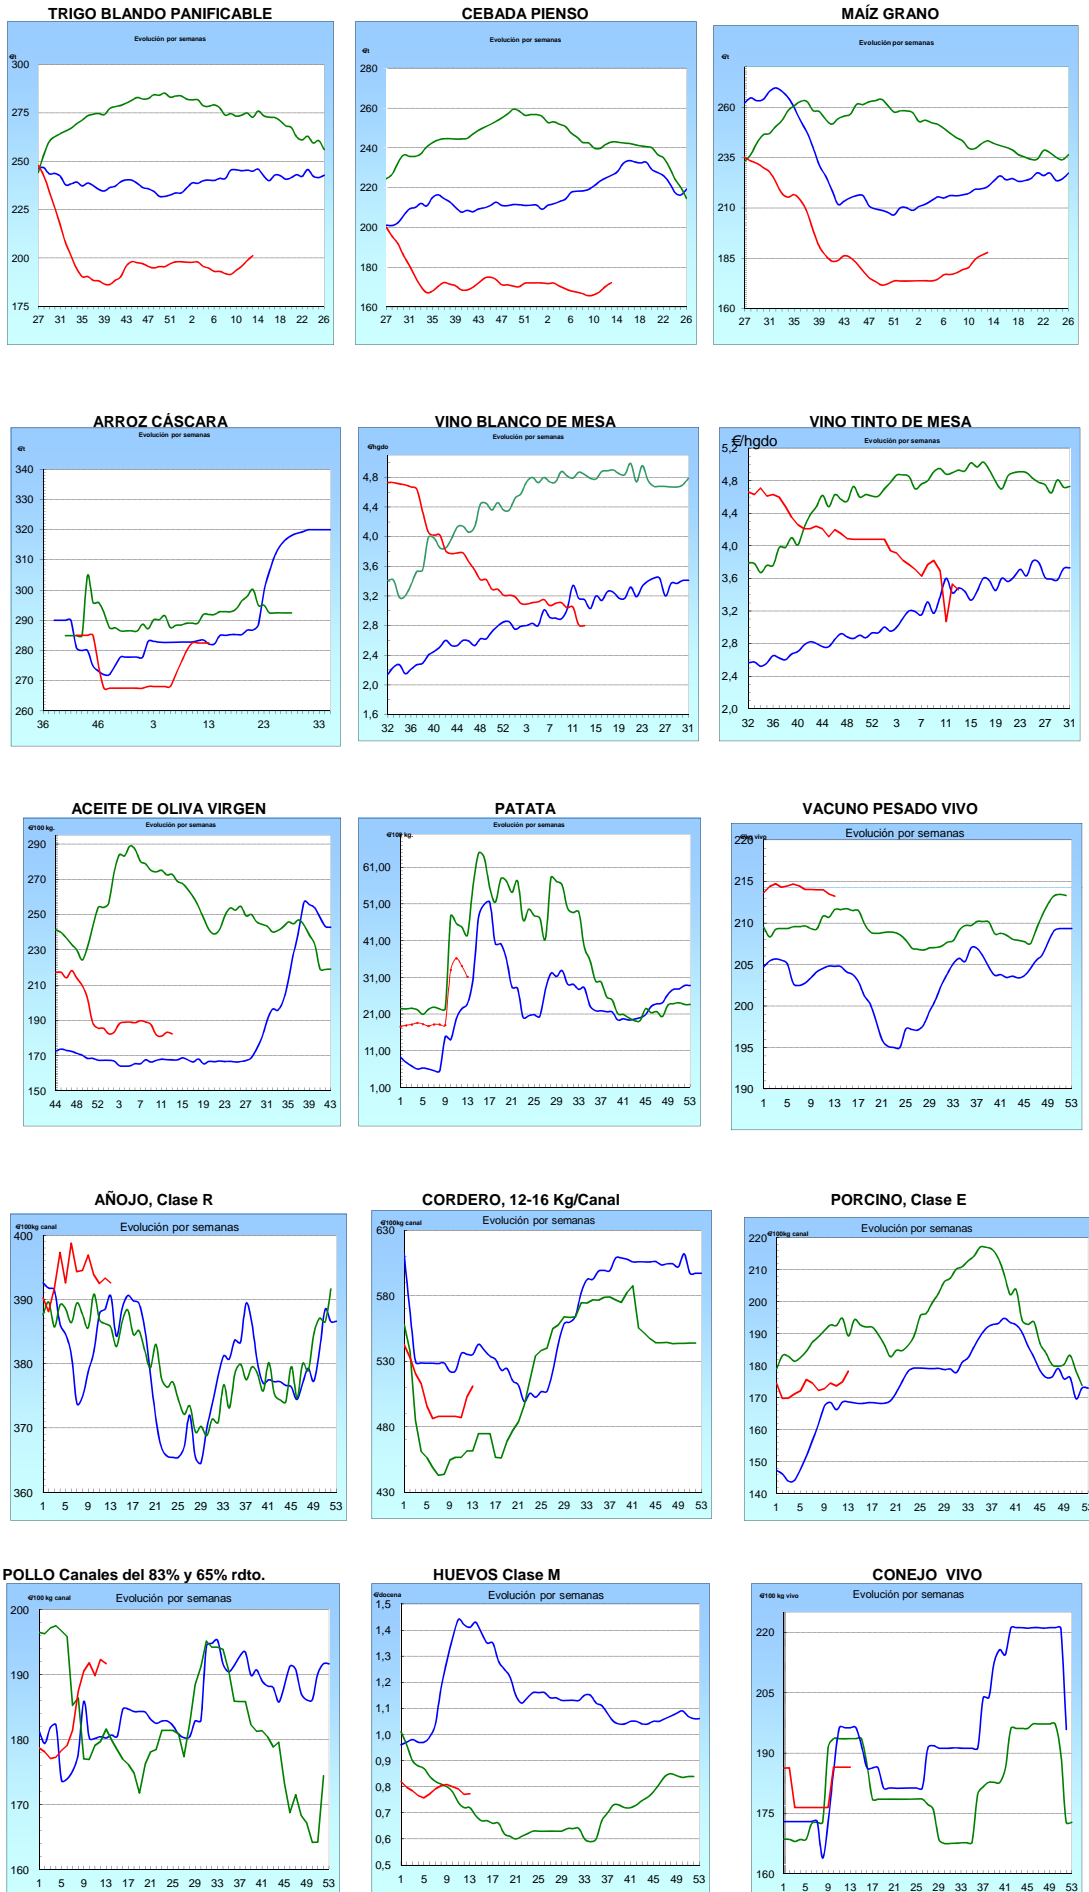 TRIGO BLANDO PANIFICABLE
Evolución por semanas
€/t
300
275
250
225
200
175
27 31 35 39 43 47 51 2 6 10 14 18 22 26
CEBADA PIENSO
Evolución por semanas
€/t
280
260
240
220
200
180
160
27 31 35 39 43 47 51 2 6 10 14 18 22 26
MAÍZ GRANO
Evolución por semanas
€/t
260
235
210
185
160
27 31 35 39 43 47 51 2 6 10 14 18 22 26
ARROZ CÁSCARA
Evolución por semanas
€/t
340
330
320
310
300
290
280
270
260
36 46 3 13 23 33
VINO BLANCO DE MESA
Evolución por semanas
€/hgdo
4,8
4,4
4,0
3,6
3,2
2,8
2,4
2,0
1,6
32 36 40 44 48 52 3 7 11 15 19 23 27 31
VINO TINTO DE MESA
Evolución por semanas
€/hgdo
5,2
4,8
4,4
4,0
3,6
3,2
2,8
2,4
2,0
32 36 40 44 48 52 3 7 11 15 19 23 27 31
ACEITE DE OLIVA VIRGEN
Evolución por semanas
€/100 kg.
290
270
250
230
210
190
170
150
44 48 52 3 7 11 15 19 23 27 31 35 39 43
PATATA
Evolución por semanas
€/100 kg.
61,00
51,00
41,00
31,00
21,00
11,00
1,00
1 5 9 13 17 21 25 29 33 37 41 45 49 53
VACUNO PESADO VIVO
Evolución por semanas
220
215
210
205
200
195
190
1 5 9 13 17 21 25 29 33 37 41 45 49 53
AÑOJO, Clase R
Evolución por semanas
€/100kg canal
400
390
380
370
360
1 5 9 13 17 21 25 29 33 37 41 45 49 53
CORDERO, 12-16 Kg/Canal
Evolución por semanas
€/100kg canal
630
580
530
480
430
1 5 9 13 17 21 25 29 33 37 41 45 49 53
PORCINO, Clase E
Evolución por semanas
€/100kg canal
220
210
200
190
180
170
160
150
140
1 5 9 13 17 21 25 29 33 37 41 45 49
POLLO Canales del 83% y 65% rdto.
Evolución por semanas
€/100 kg canal
200
190
180
170
160
1 5 9 13 17 21 25 29 33 37 41 45 49 53
HUEVOS Clase M
Evolución por semanas
€/docena
1,5
1,4
1,3
1,2
1,1
1,0
0,9
0,8
0,7
0,6
0,5
1 5 9 13 17 21 25 29 33 37 41 45 49 53
CONEJO VIVO
Evolución por semanas
€/100 kg vivo
220
205
190
175
160
1 5 9 13 17 21 25 29 33 37 41 45 49 53